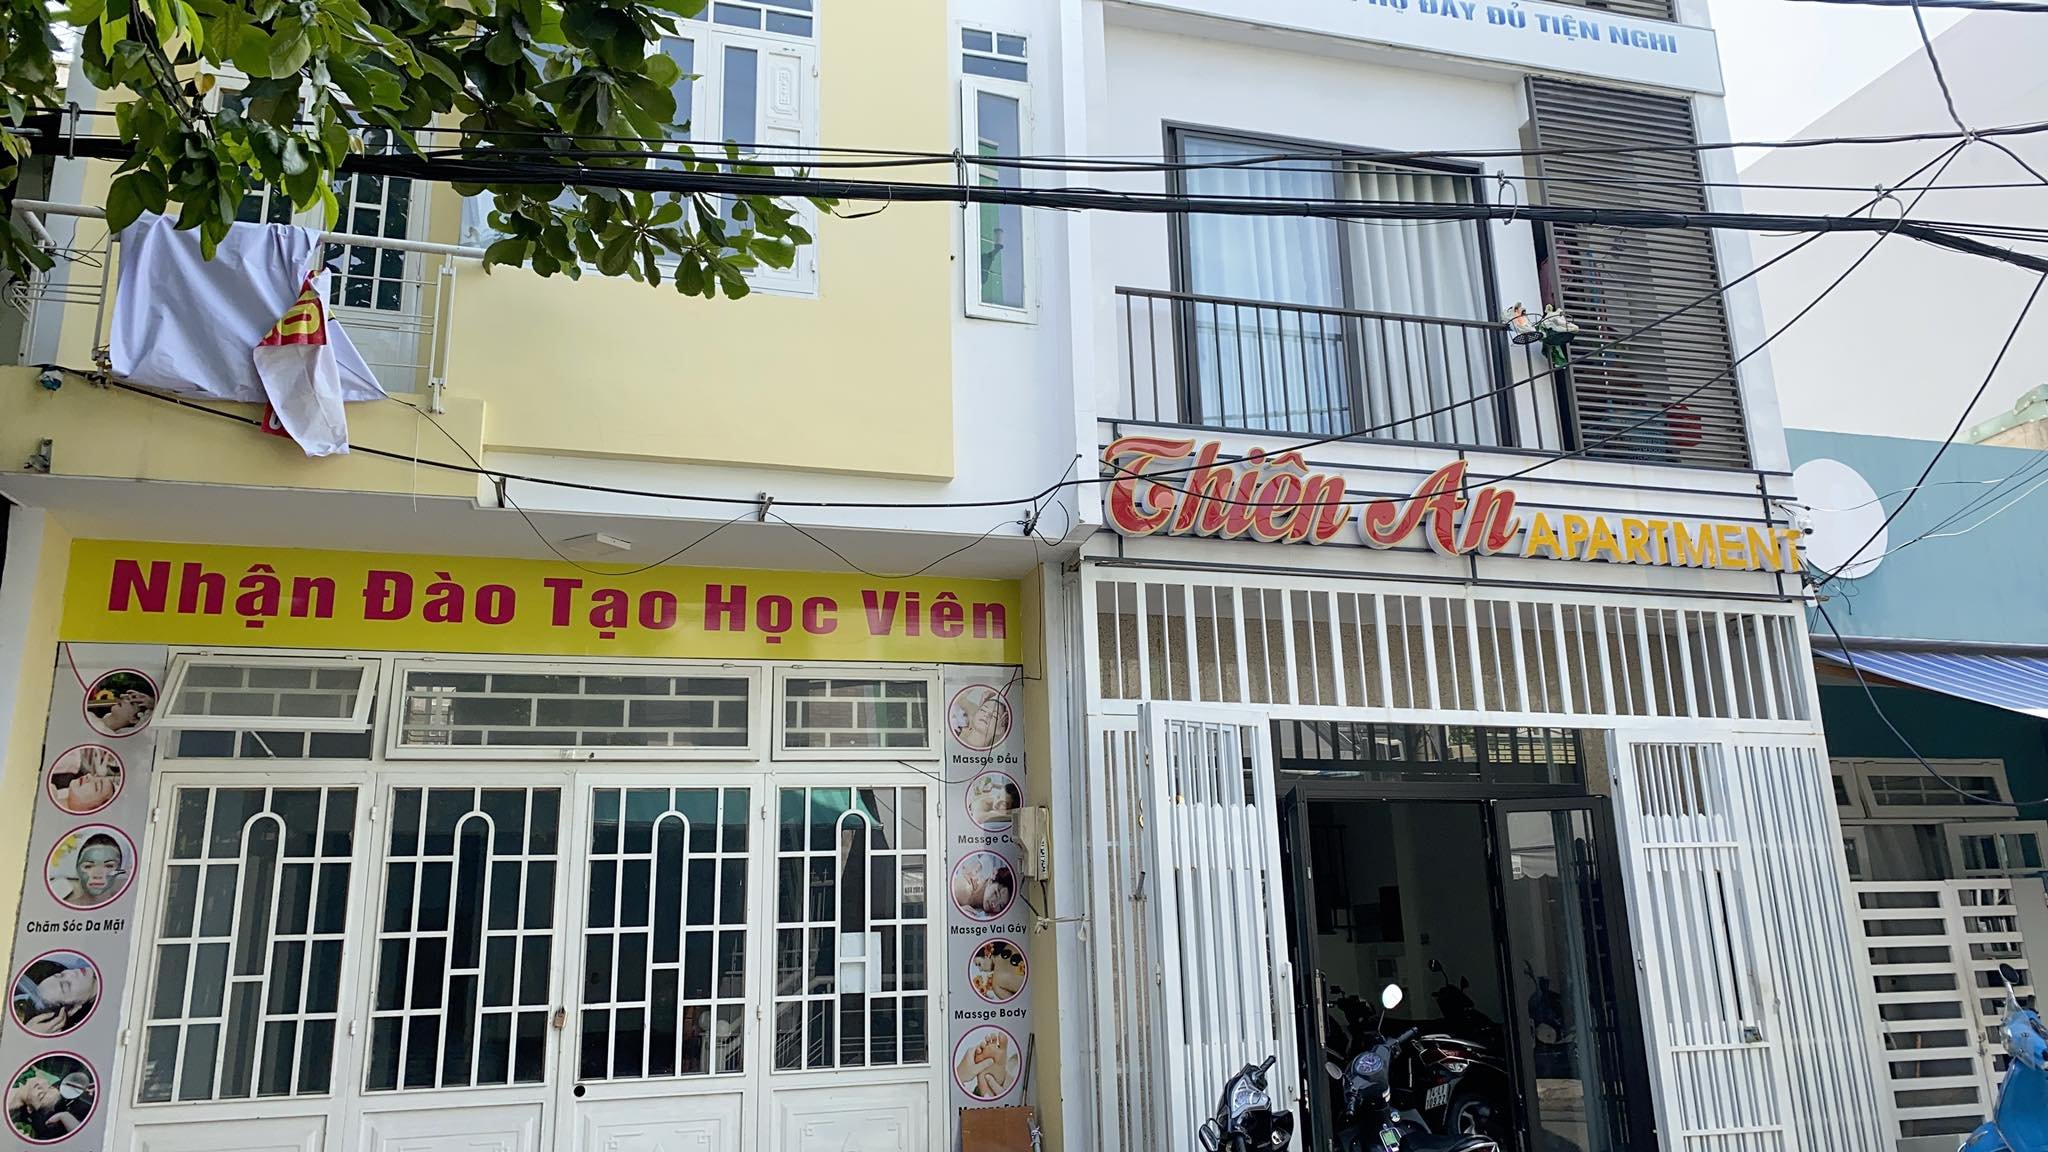 ĐẦY ĐỦ TIỆN NGHI
Thiên An APARTMENT
Nhận Đào Tạo Học Viên
Massge Đầu
Massge
Chăm Sóc Da Mặt
Massge Vai Gáy
Massge Body